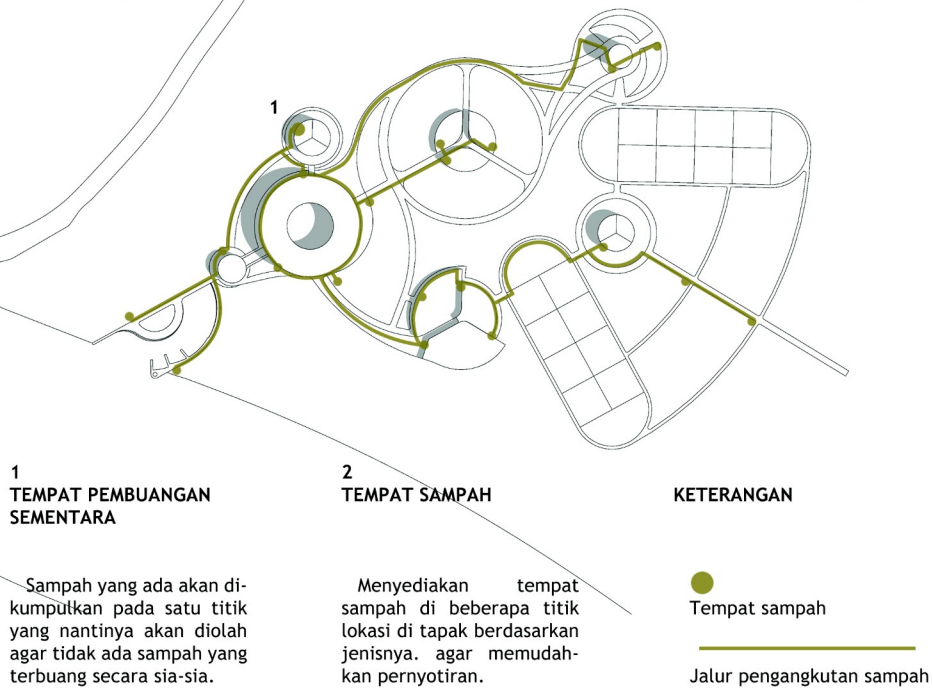 1
1
TEMPAT PEMBUANGAN
SEMENTARA
Sampah yang ada akan di-
kumpulkan pada satu titik
yang nantinya akan diolah
agar tidak ada sampah yang
terbuang secara sia-sia.
2
TEMPAT SAMPAH
Menyediakan tempat
sampah di beberapa titik
lokasi di tapak berdasarkan
jenisnya. agar memudah-
kan pernyotiran.
KETERANGAN
Tempat sampah
Jalur pengangkutan sampah